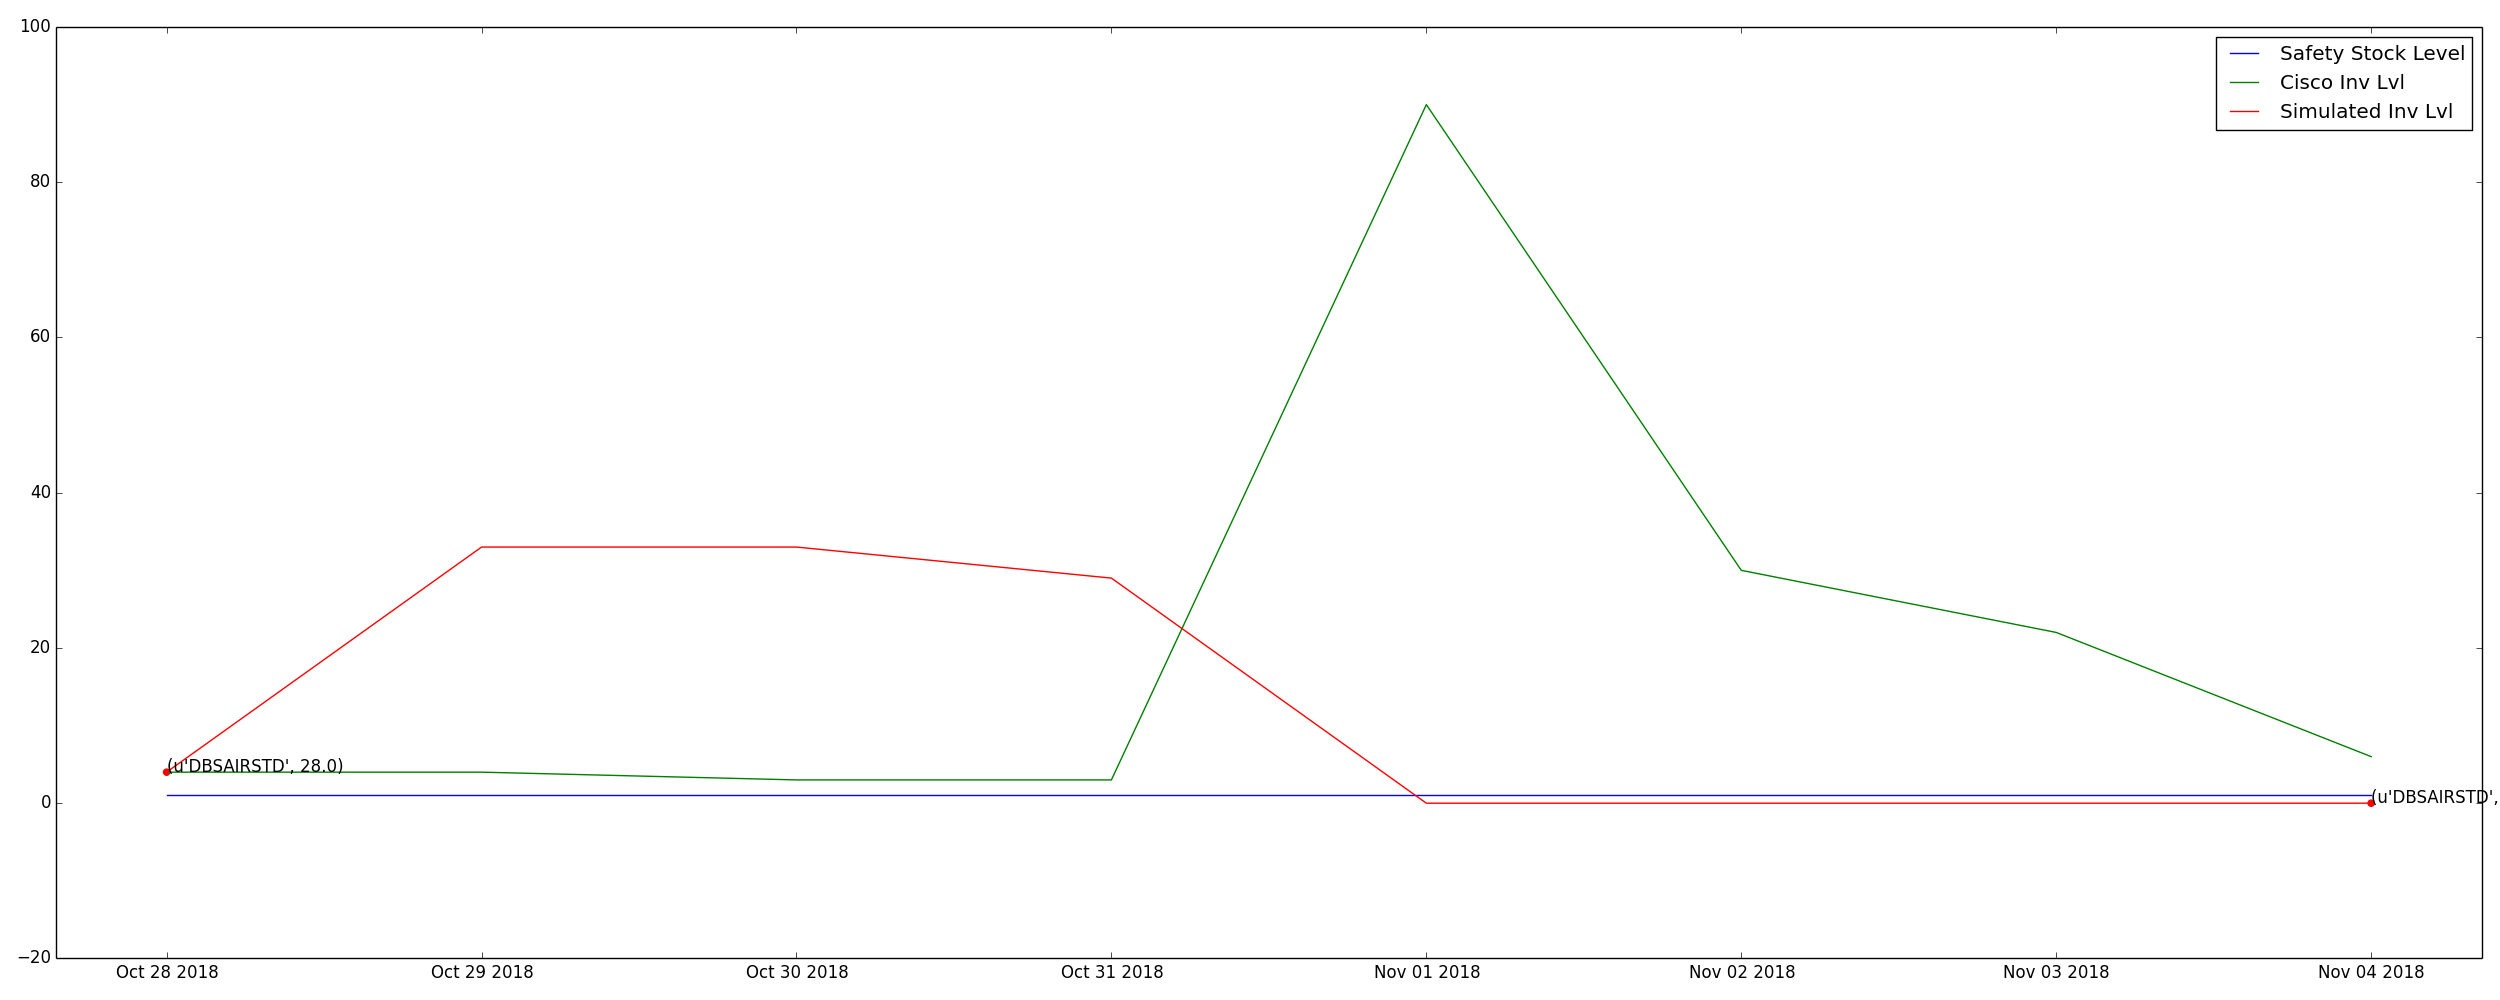 100
80
60
40
20
0
−20
Safety Stock Level
Cisco Inv Lvl
Simulated Inv Lvl
(u'DBSAIRSTD', 28.0)
(u'DBSAIRSTD',
Oct 28 2018
Oct 29 2018
Oct 30 2018
Oct 31 2018
Nov 01 2018
Nov 02 2018
Nov 03 2018
Nov 04 2018